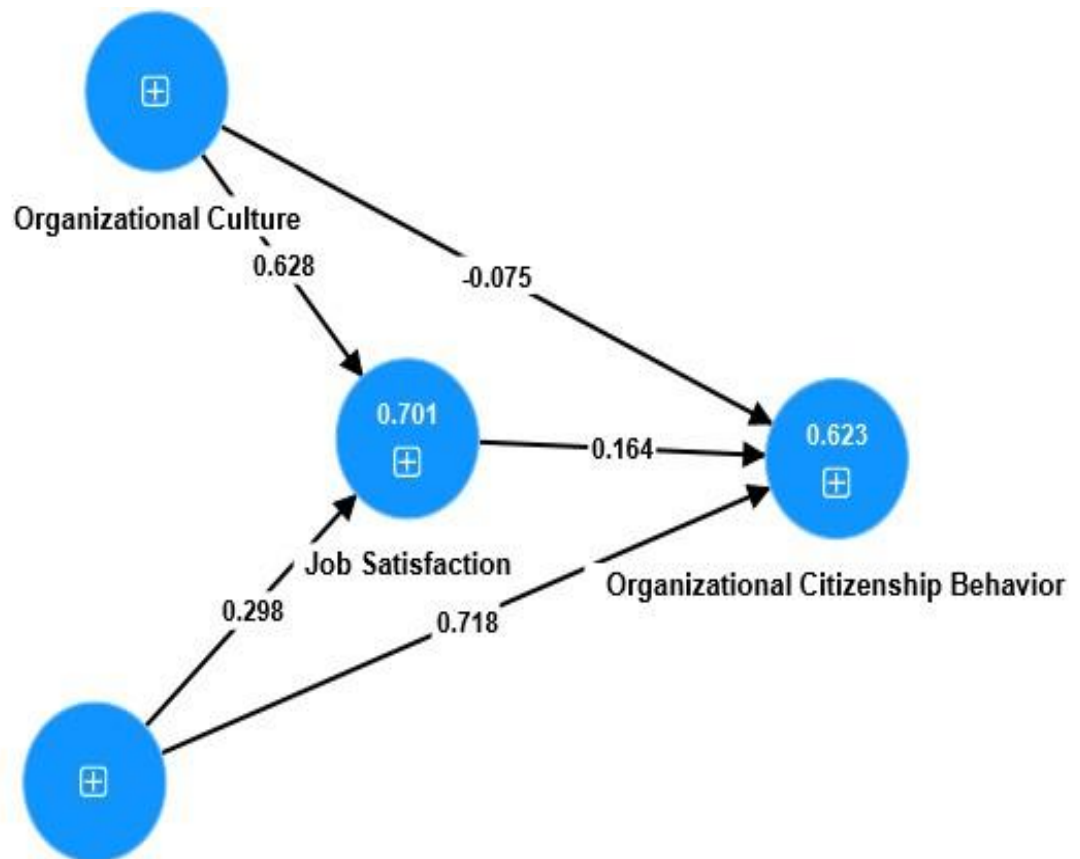 Organizational Culture
0.628
-0.075
0.701
0.164
0.623
Job Satisfaction
Organizational Citizenship Behavior
0.298
0.718